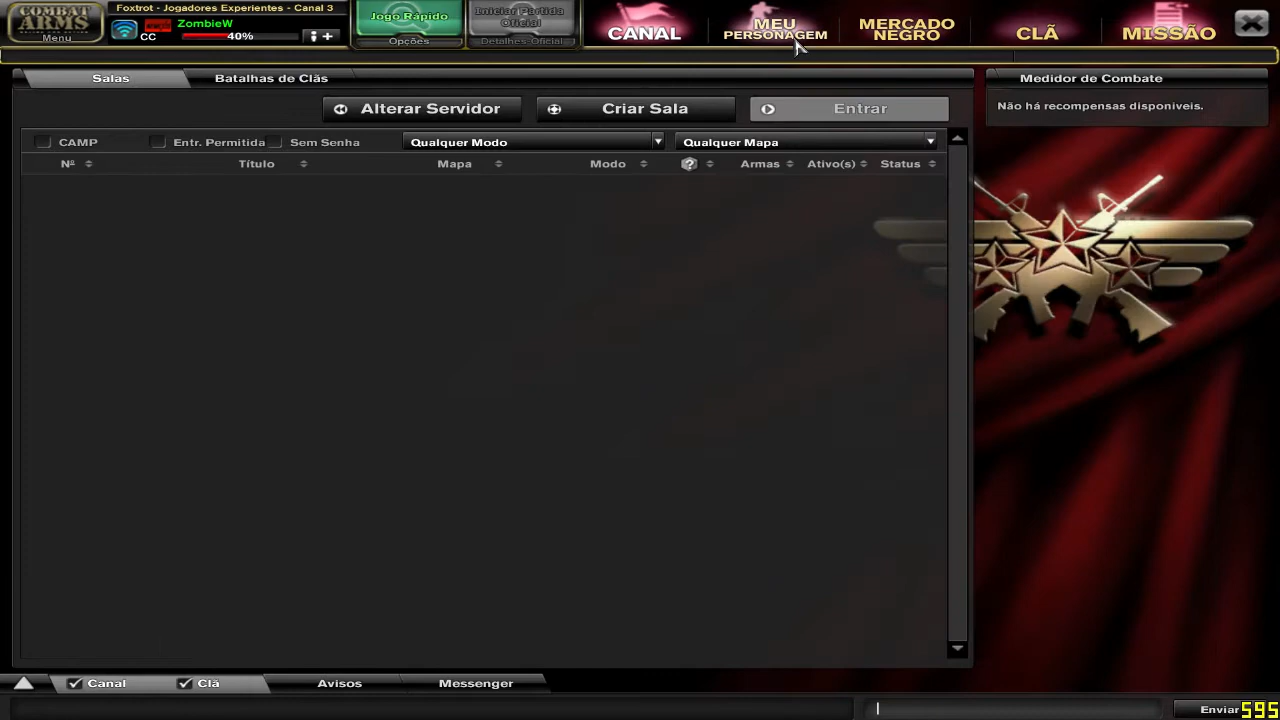 COMBAT
ARMS
Menu
Foxtrot - Jogadores Experientes - Canal 3
ZombieW
CC
40%
Jogo Rápido
Opções
Iniciar Partida
Oficial
Detalhes-Oficial
CANAL
MEU
PERSONAGEM
MERCADO
NEGRO
CLÃ
MISSÃO
Salas
Batalhas de Clãs
Medidor de Combate
Alterar Servidor
Criar Sala
Entrar
Não há recompensas disponiveis.
CAMP
Entr. Permitida
Sem Senha
Qualquer Modo
Qualquer Mapa
Nº
Título
Mapa
Modo
?
Armas
Ativo(s)
Status
Canal
Clã
Avisos
Messenger
Enviar
595